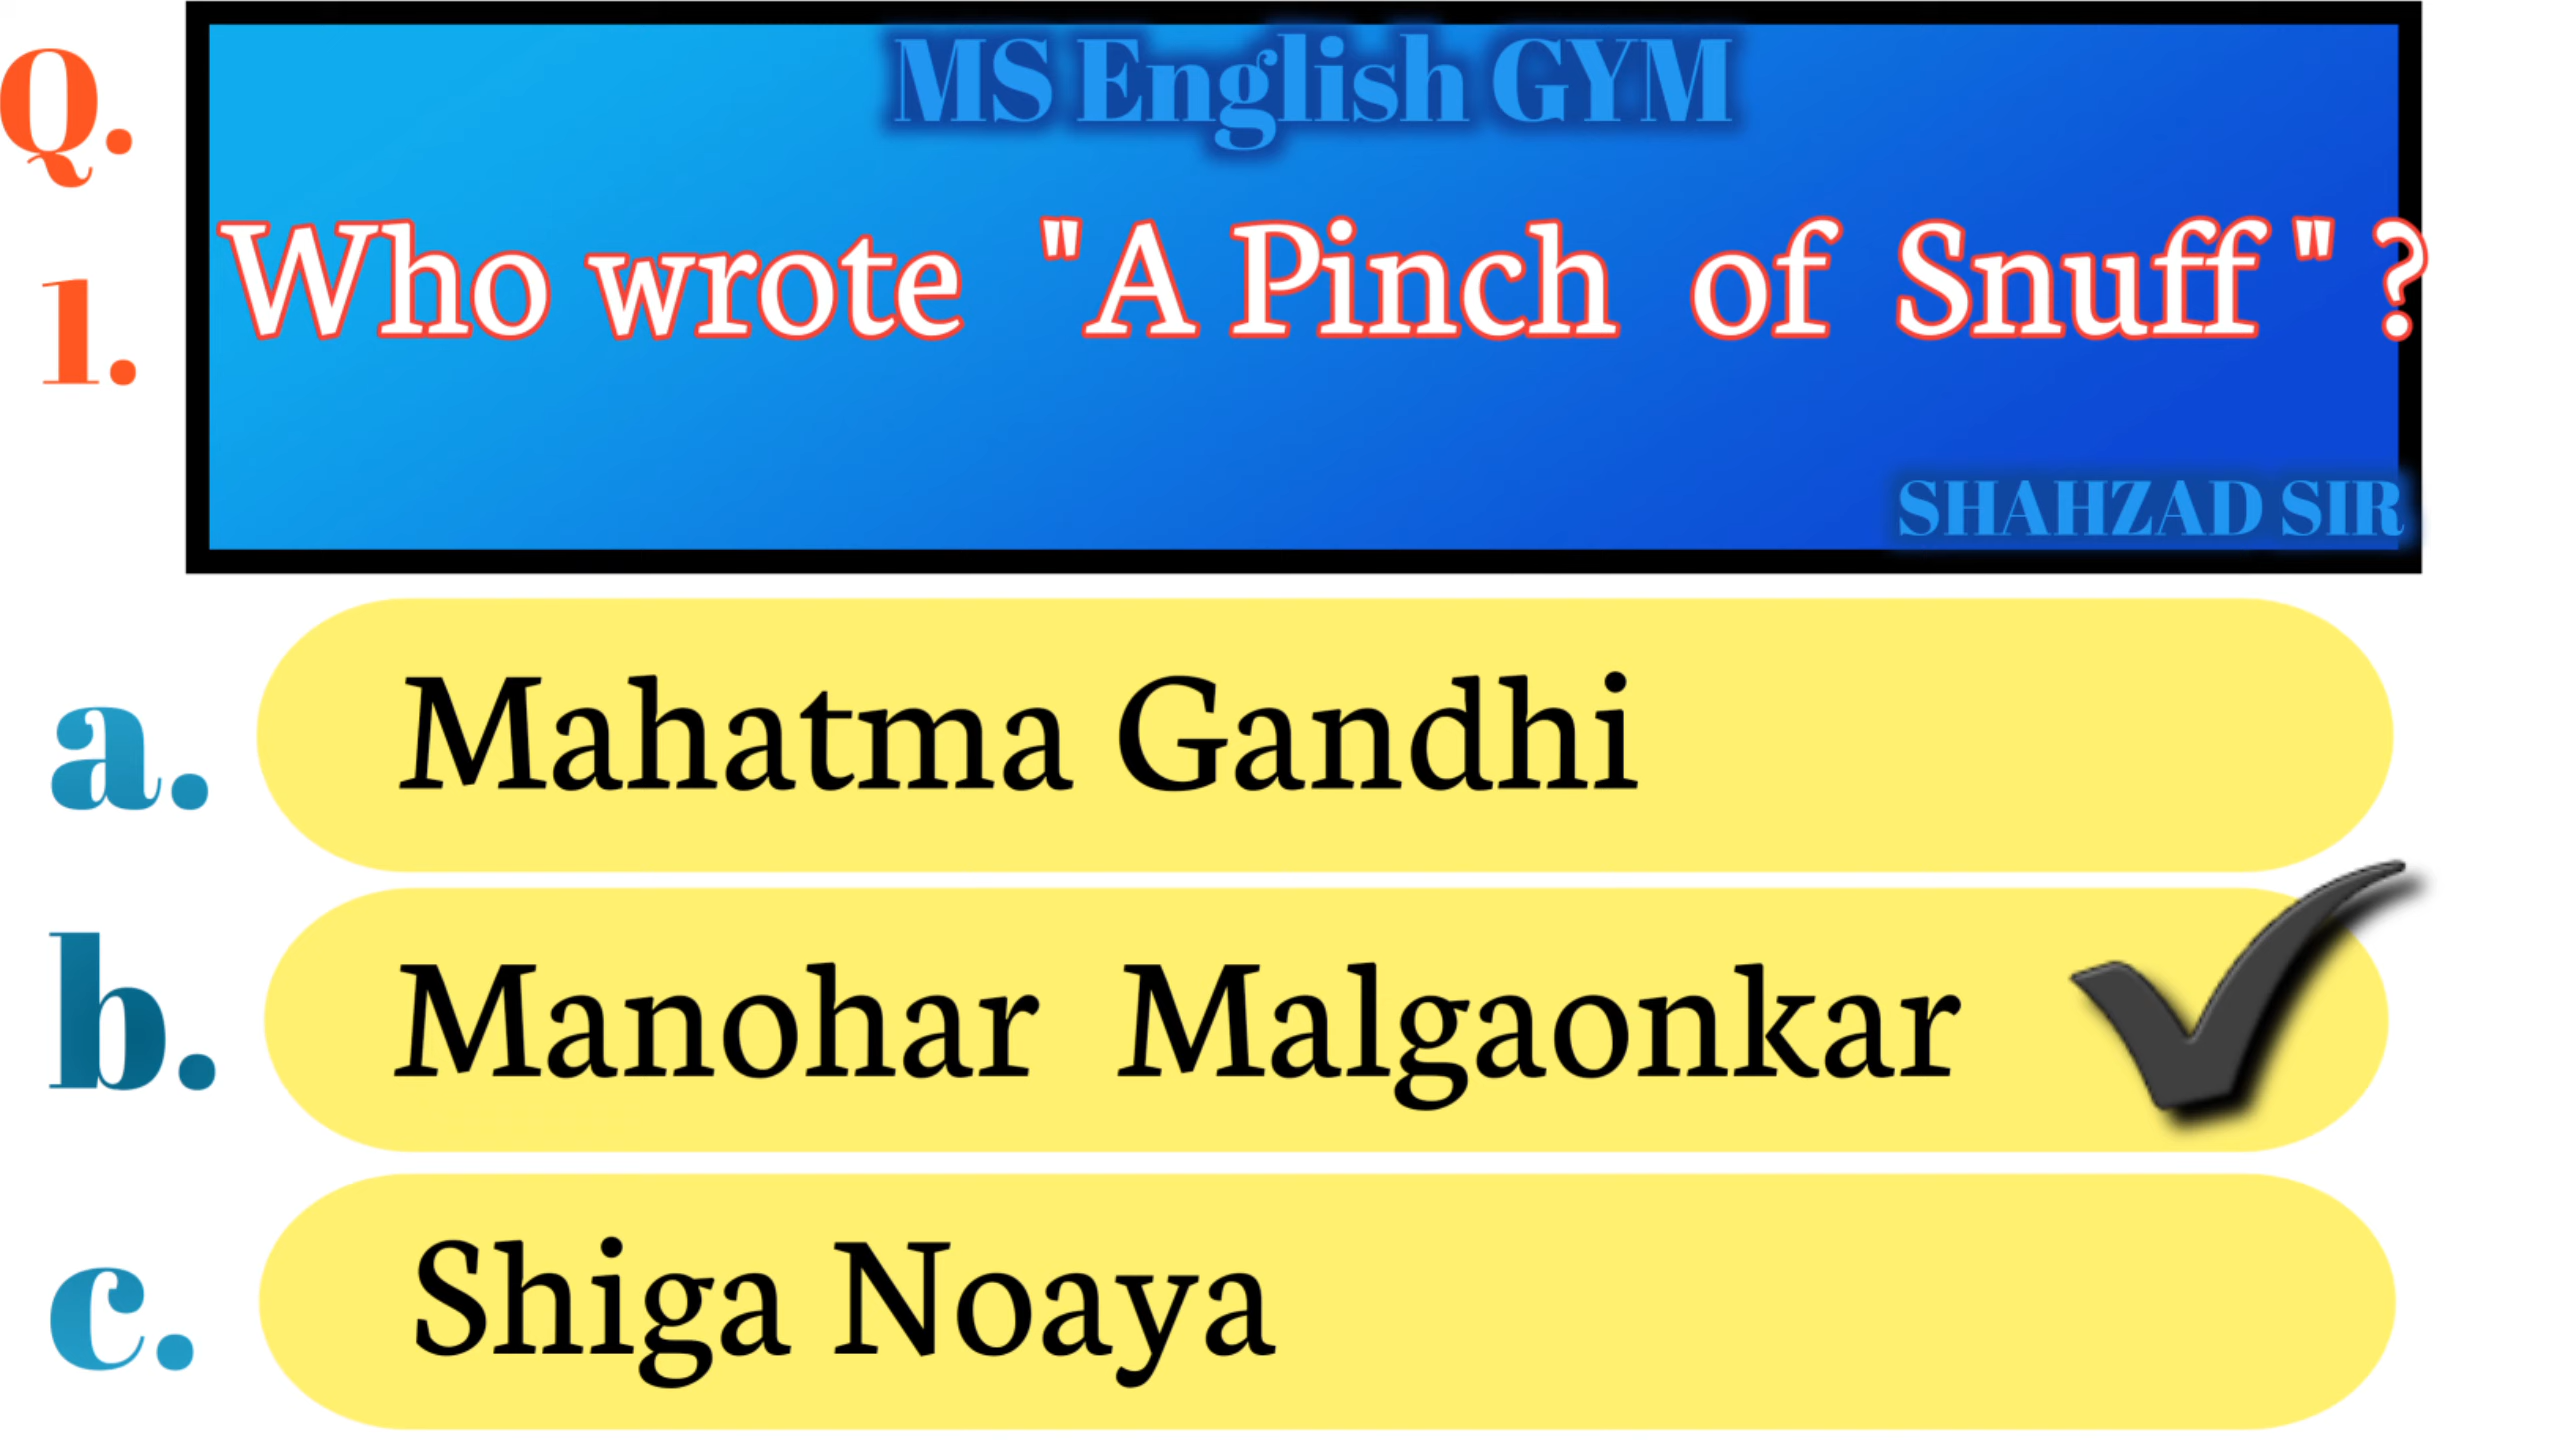 Q.
MS English GYM
1.
Who wrote "A Pinch of Snuff" ?
SHAHZAD SIR
a. Mahatma Gandhi
b. Manohar Malgaonkar
c. Shiga Noaya